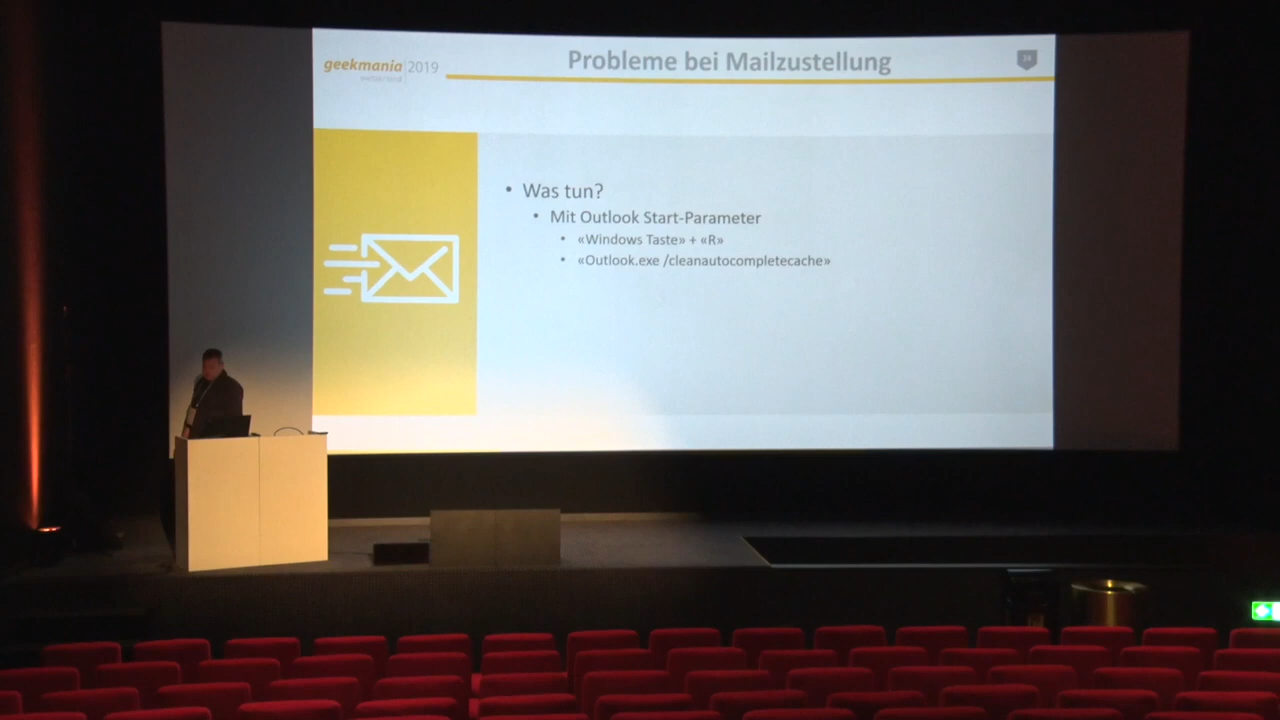 geekmania 2019
Probleme bei Mailzustellung
• Was tun?
• Mit Outlook Start-Parameter
• «Windows Taste» + «R»
• «Outlook.exe /cleanautocompletecache»